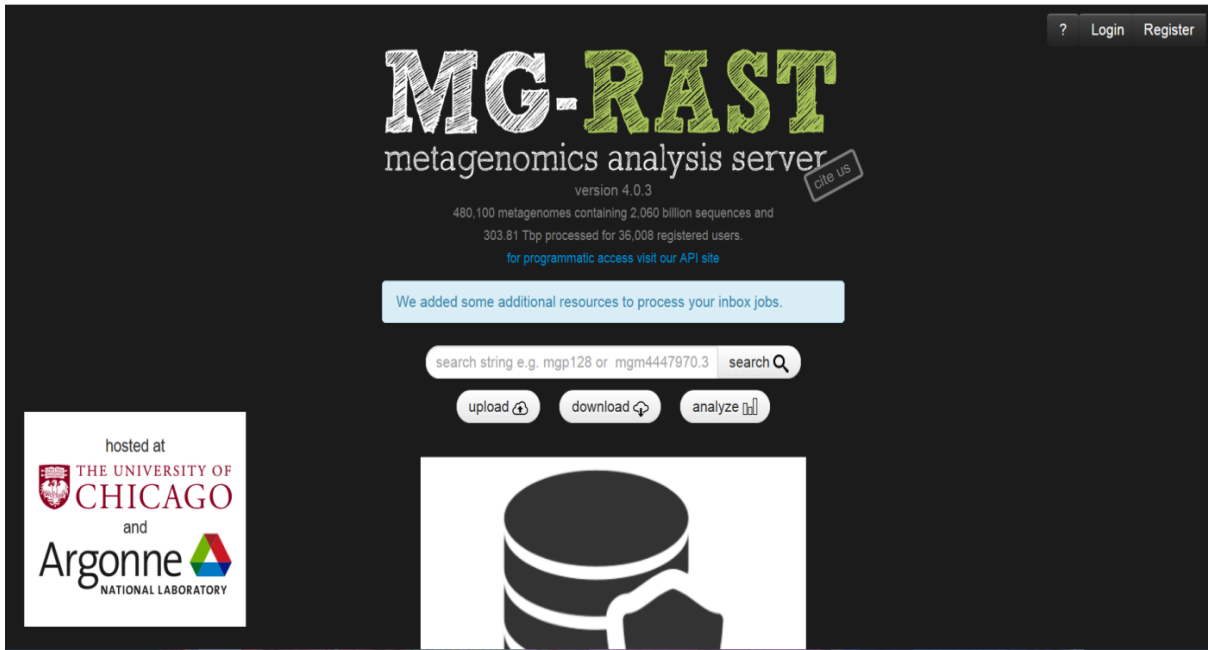 ? Login Register
MG-RAST
metagenomics analysis server
cite us
version 4.0.3
480,100 metagenomes containing 2,060 billion sequences and
303.81 Tbp processed for 36,008 registered users.
for programmatic access visit our API site
We added some additional resources to process your inbox jobs.
search string e.g. mgp128 or mgm4447970.3 search
upload download analyze
hosted at
THE UNIVERSITY OF
CHICAGO
and
Argonne
NATIONAL LABORATORY